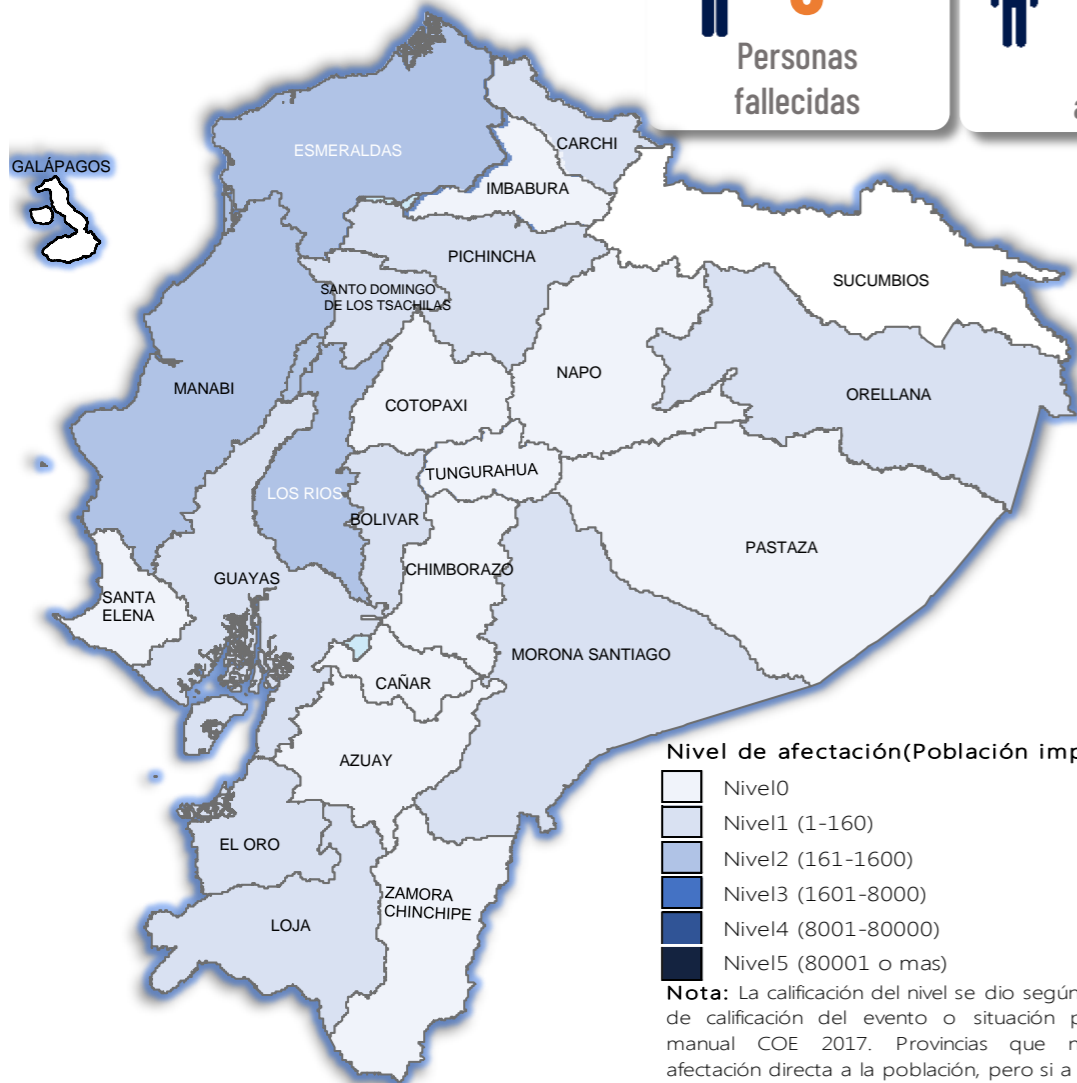 Personas
fallecidas
GALÁPAGOS
ESMERALDAS
CARCHI
IMBABURA
PICHINCHA
SUCUMBIOS
SANTO DOMINGO
DE LOS TSACHILAS
MANABI
NAPO
ORELLANA
COTOPAXI
TUNGURAHUA
LOS RIOS
BOLIVAR
PASTAZA
CHIMBORAZO
GUAYAS
SANTA
ELENA
MORONA SANTIAGO
CAÑAR
AZUAY
EL ORO
ZAMORA
CHINCHIPE
LOJA
Nivel de afectación(Población imp
Nivel0
Nivel1 (1-160)
Nivel2 (161-1600)
Nivel3 (1601-8000)
Nivel4 (8001-80000)
Nivel5 (80001 o mas)
Nota: La calificación del nivel se dio según
de calificación del evento o situación p
manual COE 2017. Provincias que n
afectación directa a la población, pero si a